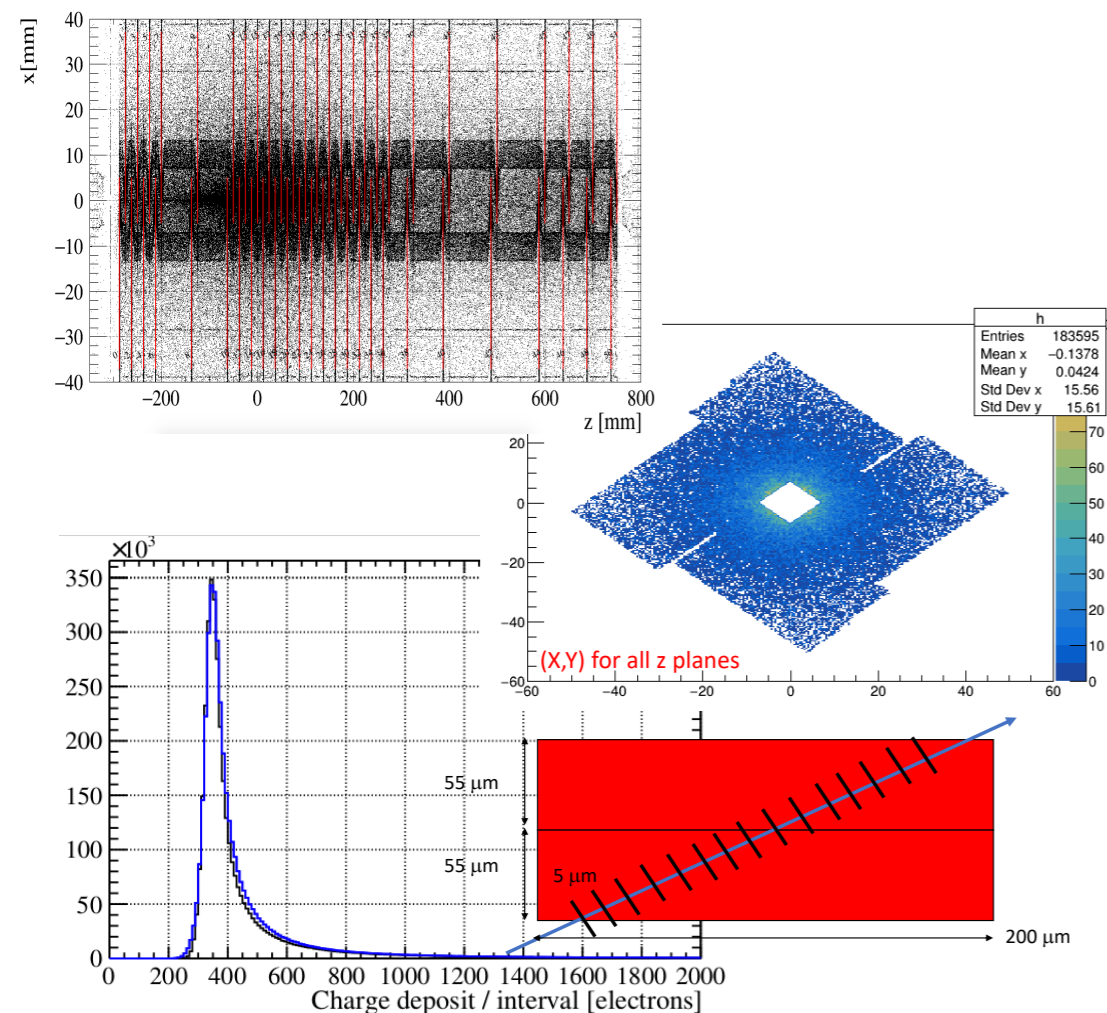 x[mm]
40
30
20
10
0
−10
−20
−30
−40
−200 0 200 400 600 800
z [mm]
h
Entries 183595
Mean x −0.1378
Mean y 0.0424
Std Dev x 15.56
Std Dev y 15.61
20
0
−20
−40
−60
−60 −40 −20 0 20 40 60
70
60
50
40
30
20
10
0
(X,Y) for all z planes
×10³
350
300
250
200
150
100
50
0
0 200 400 600 800 1000 1200 1400 1600 1800 2000
Charge deposit / interval [electrons]
55 μm
55 μm
5 μm
200 μm